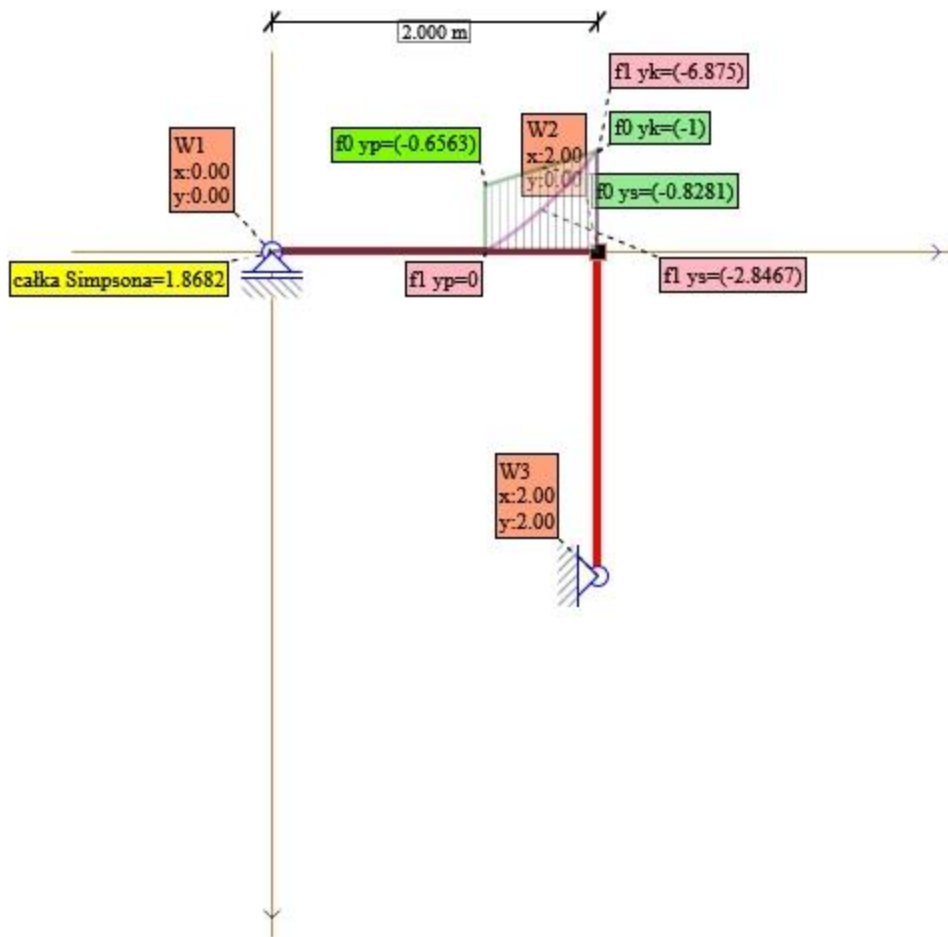 2.000 m
f1 yk=(-6.875)
W1
x:0.00
y:0.00
f0 yp=(-0.6563)
W2
x:2.00
y:0.00
f0 yk=(-1)
f0 ys=(-0.8281)
całka Simpsona=1.8682
f1 yp=0
f1 ys=(-2.8467)
W3
x:2.00
y:2.00